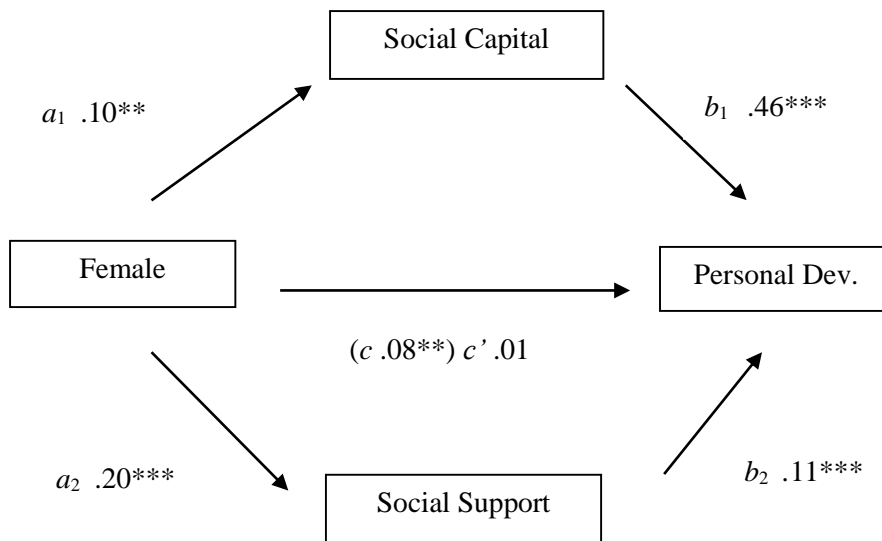 Social Capital
a1 .10**
b1 .46***
Female
Personal Dev.
(c .08**) c’ .01
a2 .20***
b2 .11***
Social Support